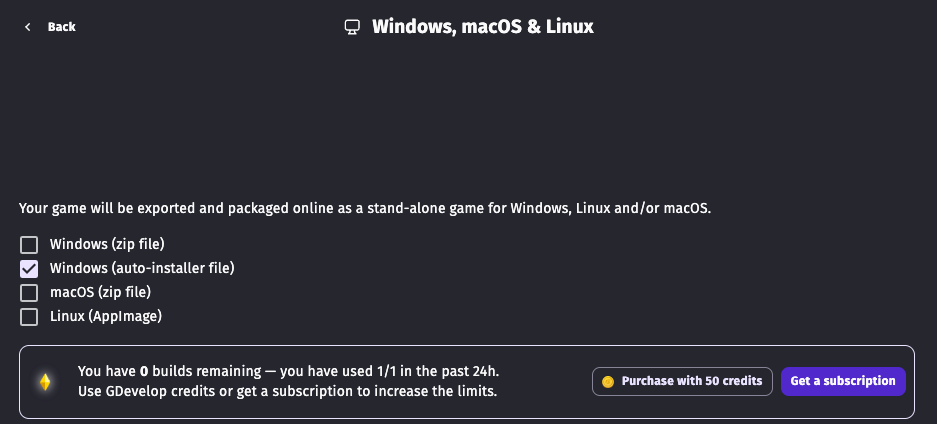 Back
Windows, macOS & Linux
Your game will be exported and packaged online as a stand-alone game for Windows, Linux and/or macOS.
Windows (zip file)
Windows (auto-installer file)
macOS (zip file)
Linux (AppImage)
You have 0 builds remaining — you have used 1/1 in the past 24h.
Use GDevelop credits or get a subscription to increase the limits.
Purchase with 50 credits
Get a subscription